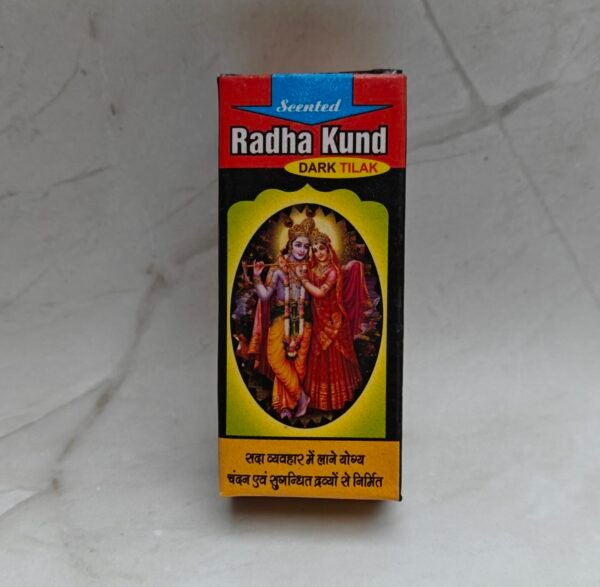 Scented
Radha Kund
DARK TILAK
सदा व्यवहार में लाने योग्य
चंदन एवं सुगन्धित द्रव्यों से निर्मित